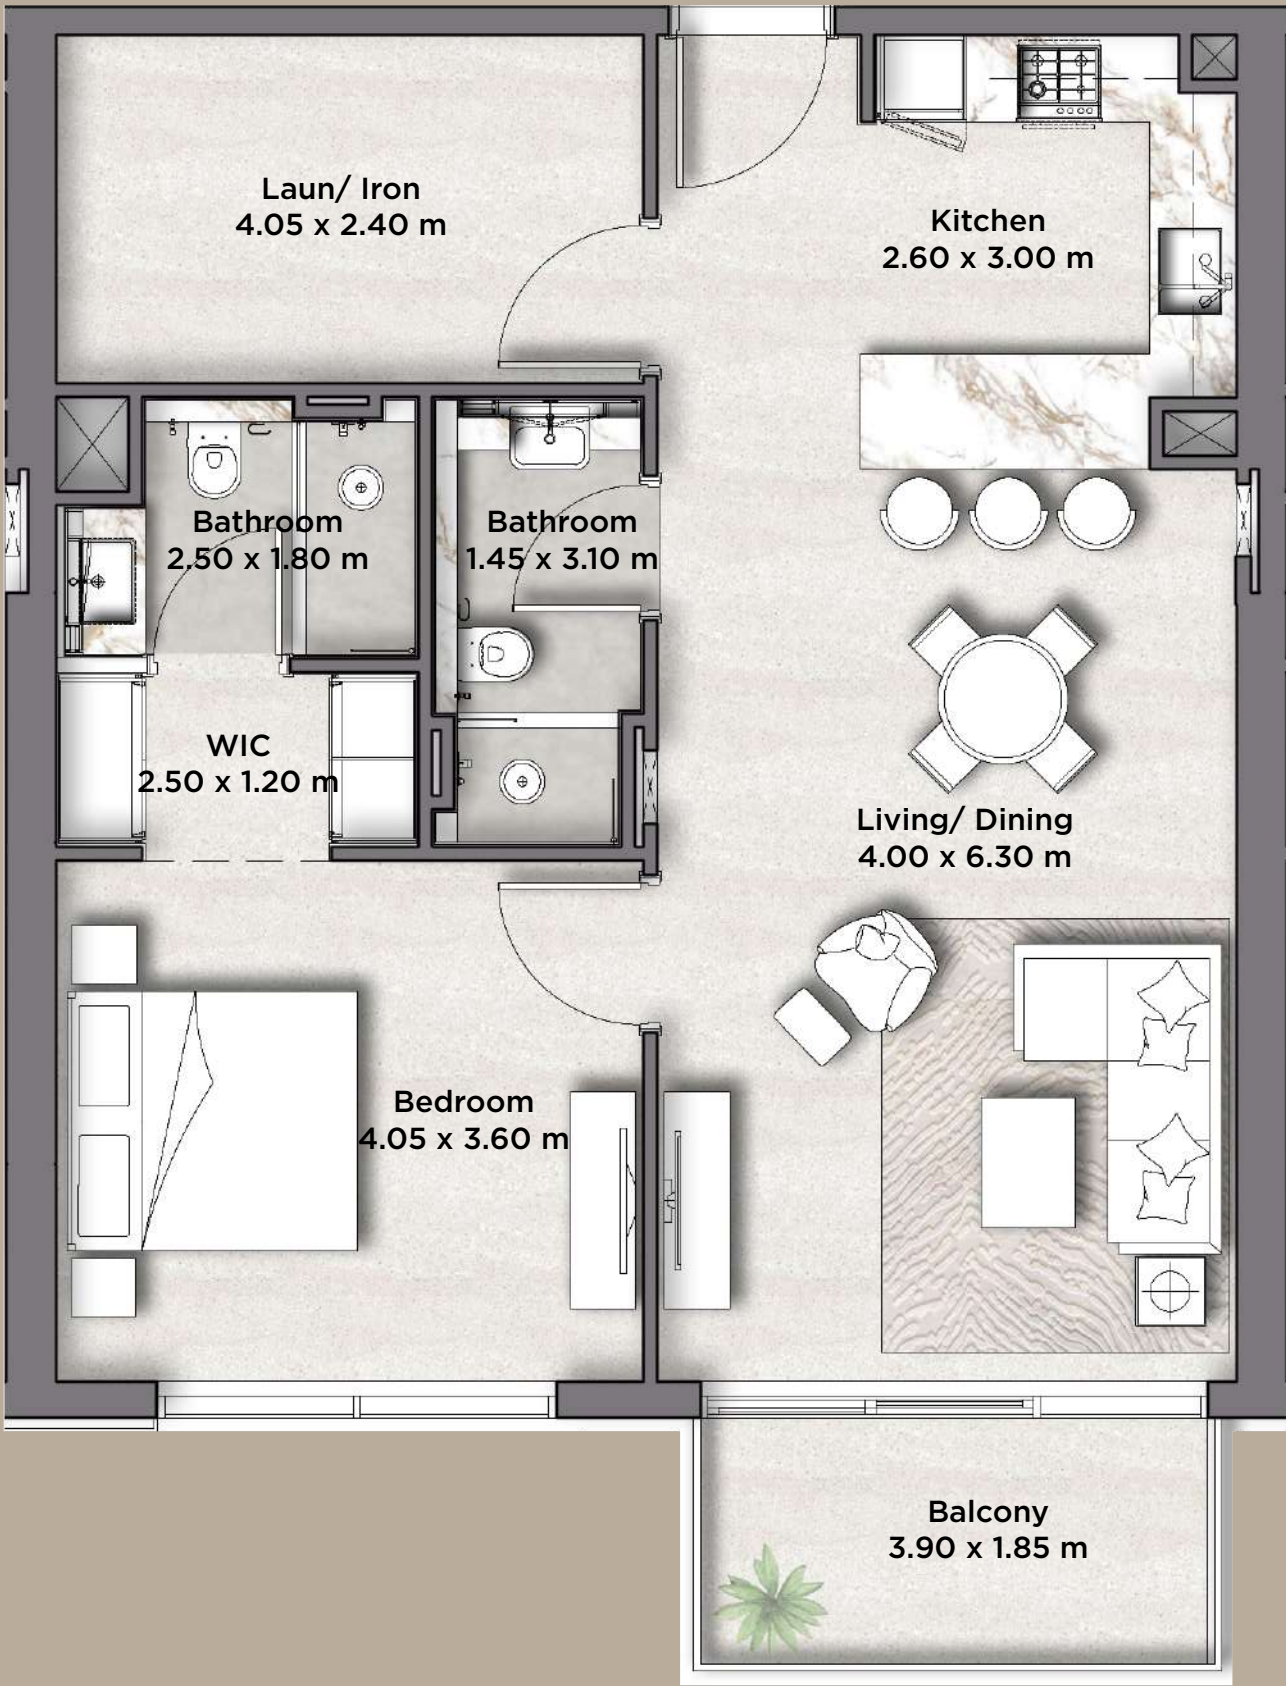 Laun/ Iron
4.05 x 2.40 m
Kitchen
2.60 x 3.00 m
Bathroom
2.50 x 1.80 m
Bathroom
1.45 x 3.10 m
WIC
2.50 x 1.20 m
Living/ Dining
4.00 x 6.30 m
Bedroom
4.05 x 3.60 m
Balcony
3.90 x 1.85 m